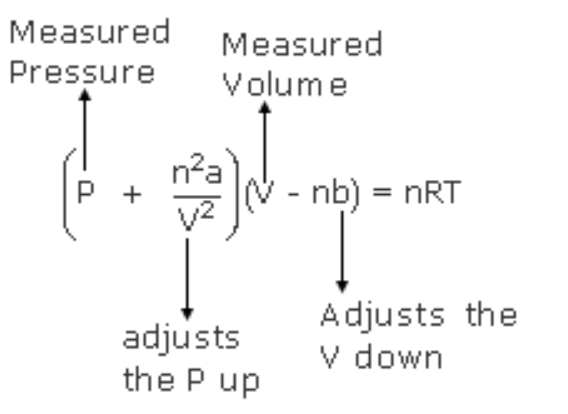 Measured
Pressure
Measured
Volume
(P + n²a/V²)(V - nb) = nRT
adjusts
the P up
Adjusts the
V down